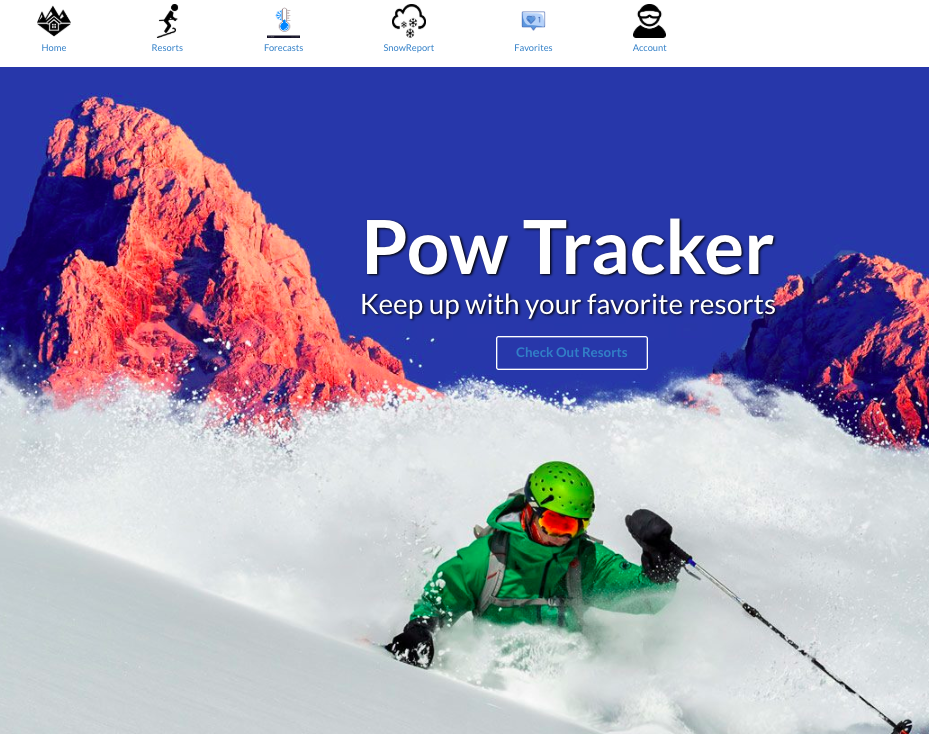 Home Resorts Forecasts SnowReport Favorites Account
1
Pow Tracker
Keep up with your favorite resorts
Check Out Resorts